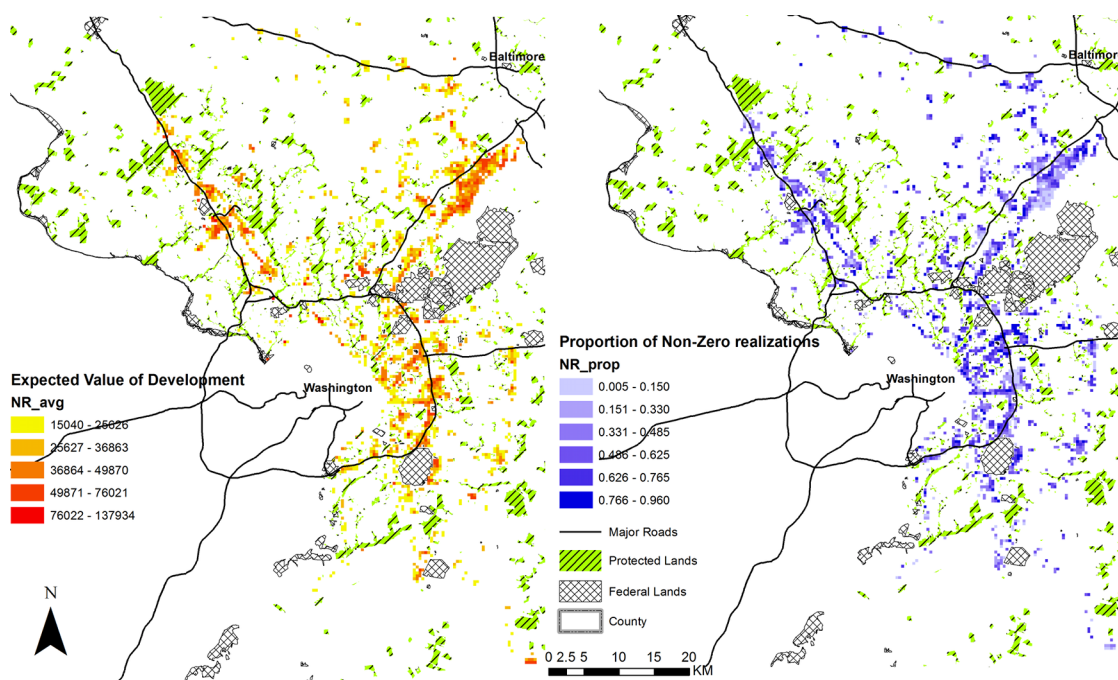 Baltimore
Washington
Expected Value of Development
NR_avg
15040 - 25626
25627 - 36863
36864 - 49870
49871 - 76021
76022 - 137934
N
Baltimore
Washington
Proportion of Non-Zero realizations
NR_prop
0.005 - 0.150
0.151 - 0.330
0.331 - 0.485
0.486 - 0.625
0.626 - 0.765
0.766 - 0.960
Major Roads
Protected Lands
Federal Lands
County
0 2.5 5 10 15 20
KM